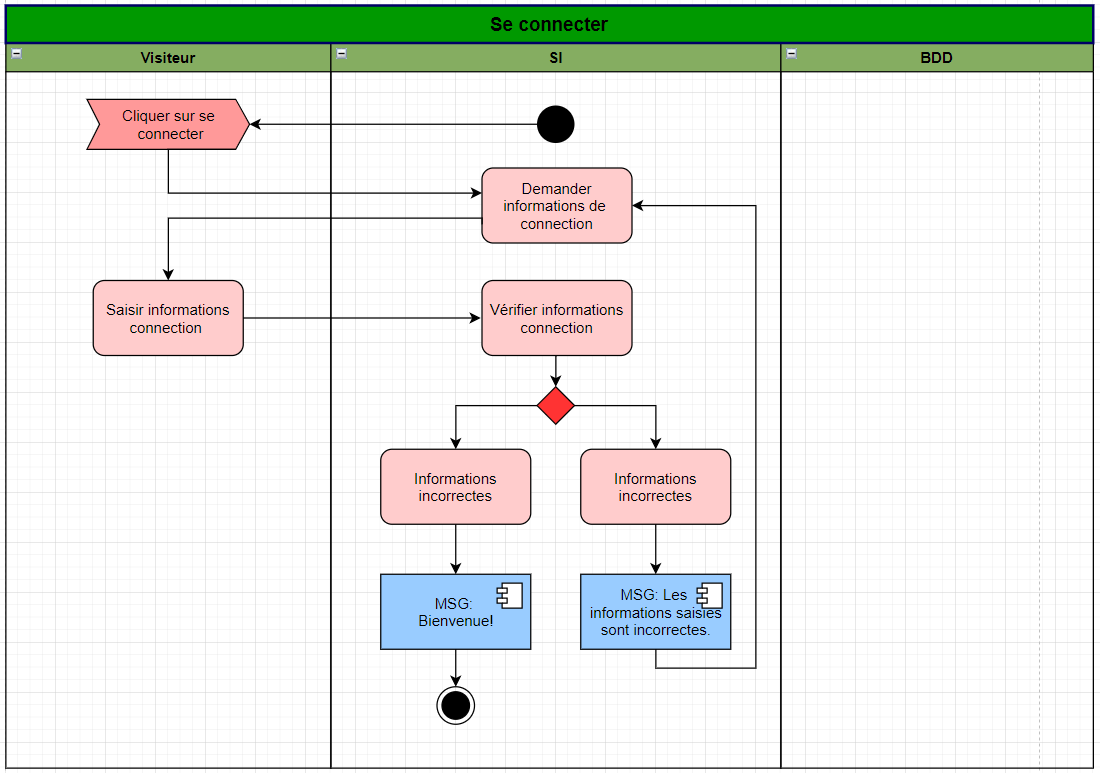 Se connecter
Visiteur
SI
BDD
Cliquer sur se
connecter
Demander
informations de
connection
Saisir informations
connection
Vérifier informations
connection
Informations
incorrectes
Informations
incorrectes
MSG:
Bienvenue!
MSG: Les
informations saisies
sont incorrectes.